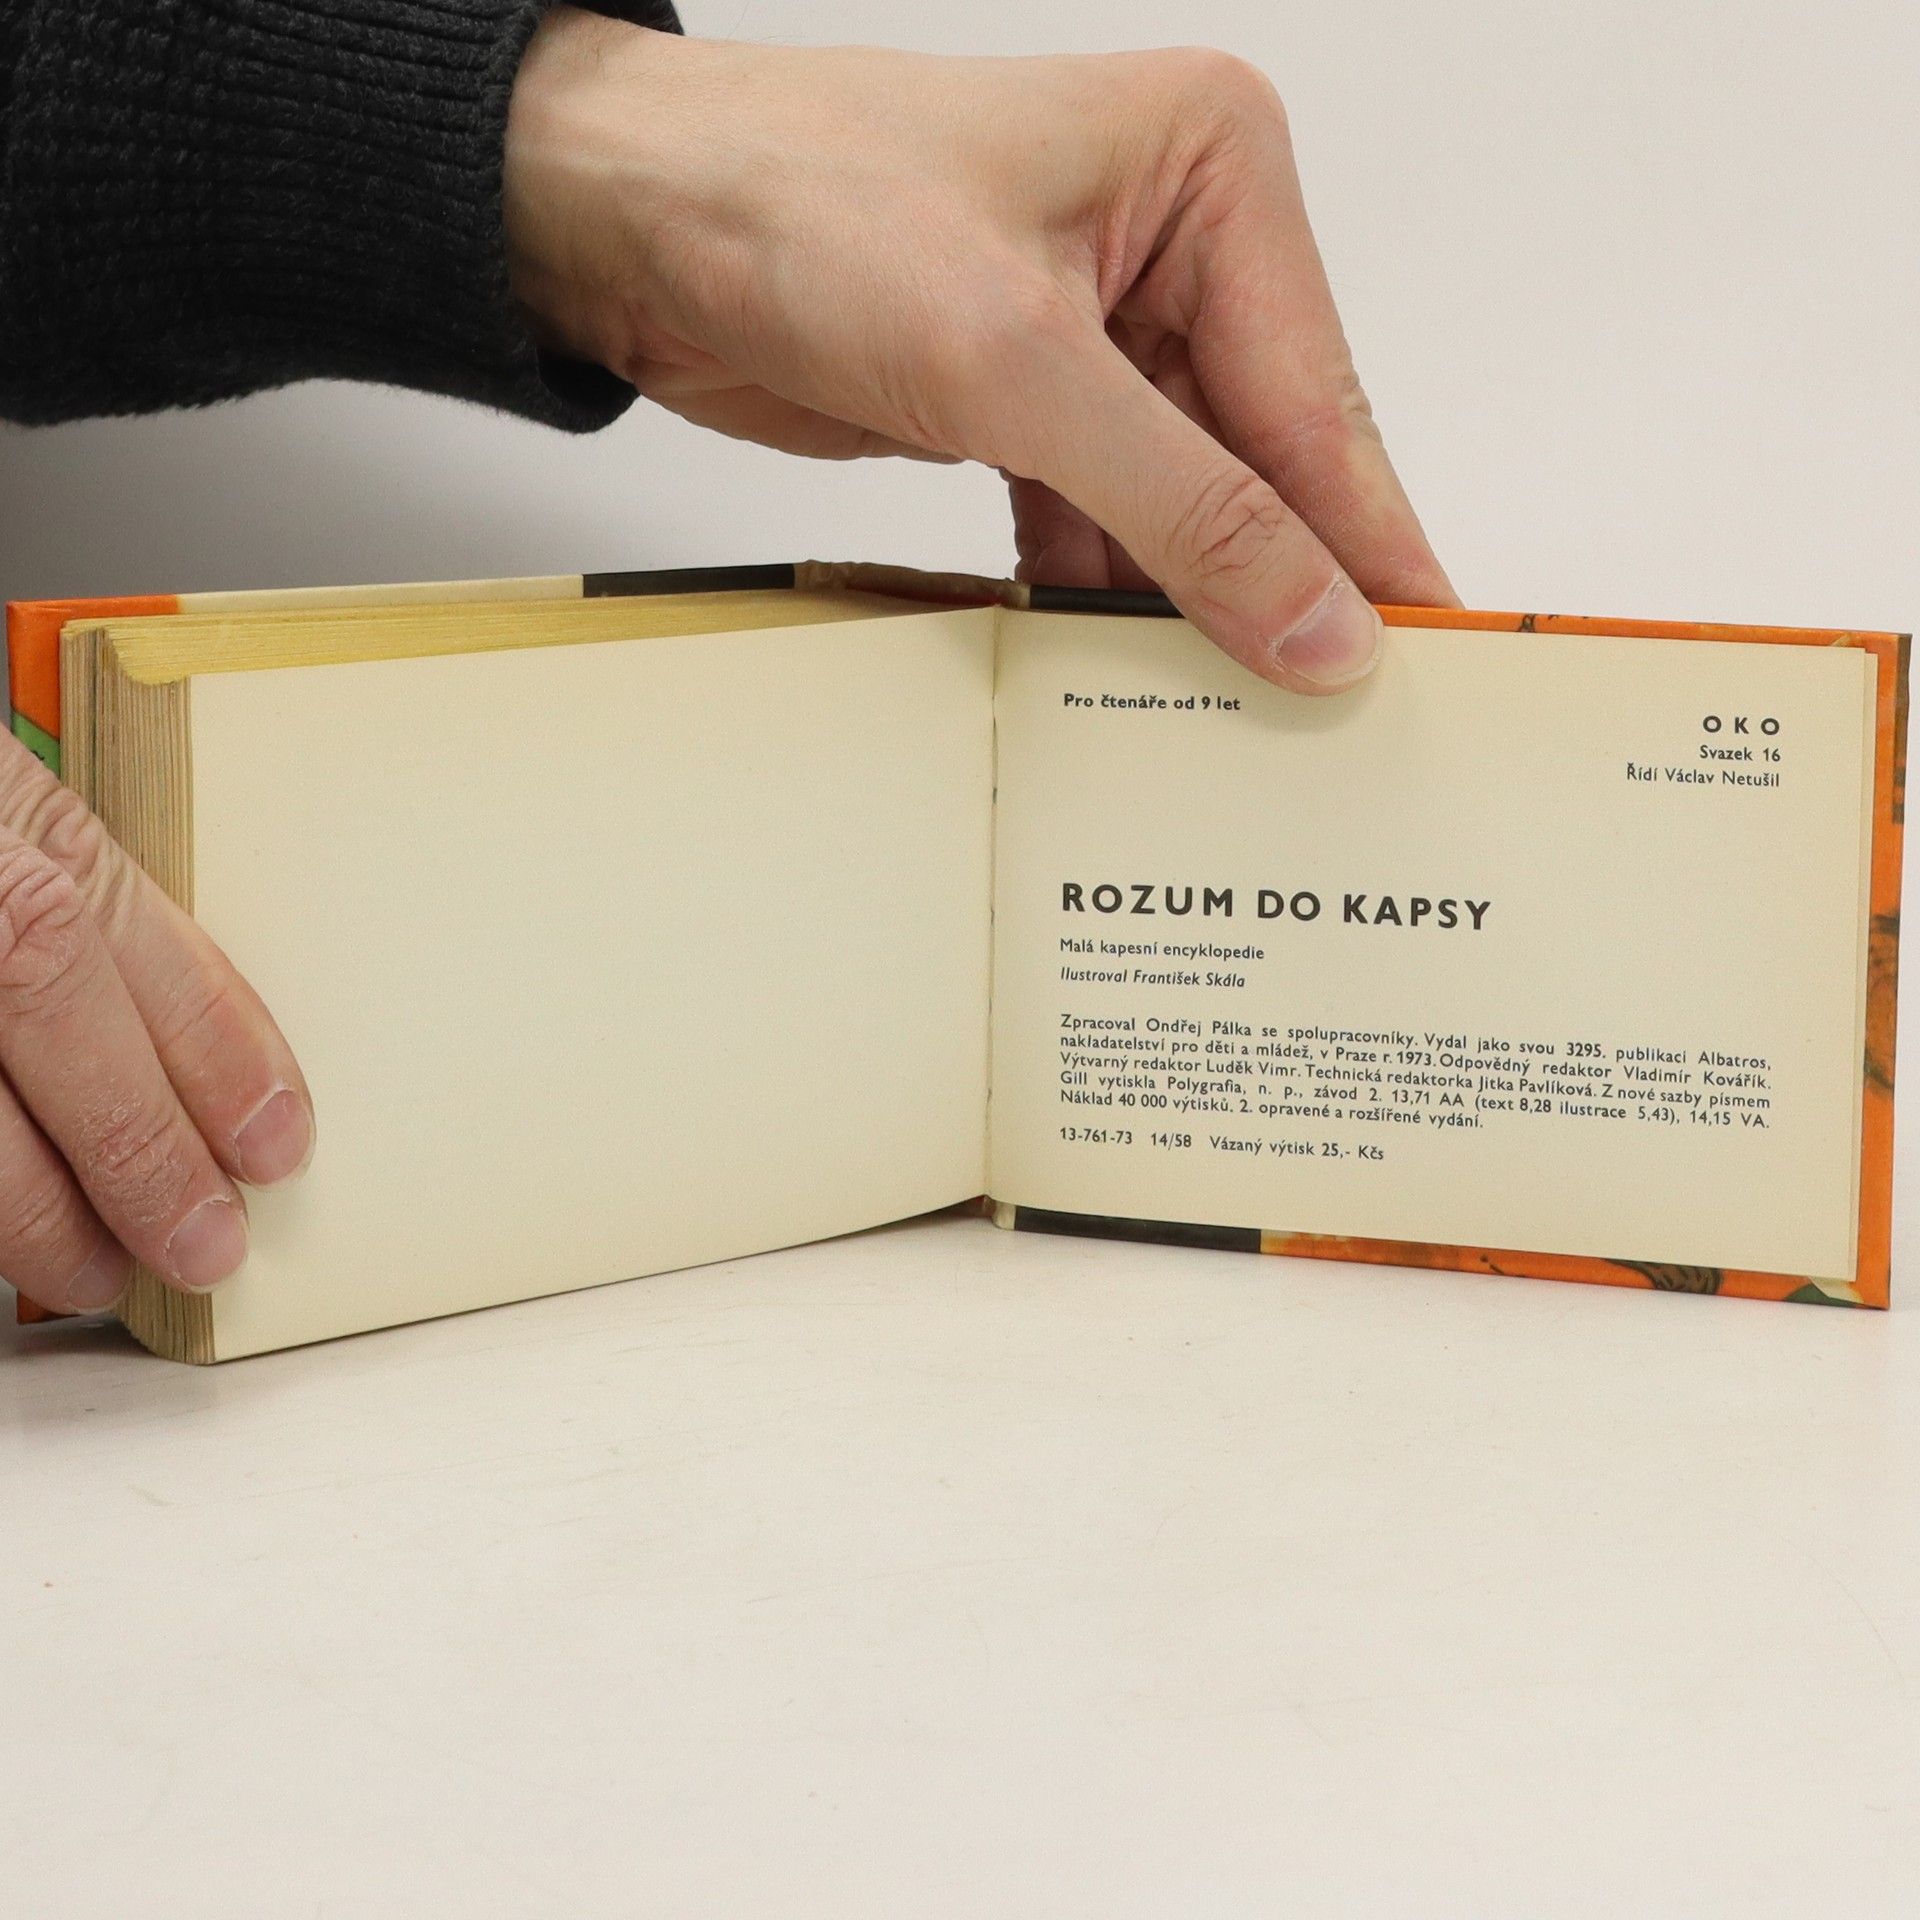 Pro čtenáře od 9 let
OKO
Svazek 16
Řídí Václav Netušil
ROZUM DO KAPSY
Malá kapesní encyklopedie
Ilustroval František Skála
Zpracoval Ondřej Pálka se spolupracovníky. Vydal jako svou 3295. publikaci Albatros,
nakladatelství pro děti a mládež, v Praze r. 1973. Odpovědný redaktor Vladimír Kovářík.
Výtvarný redaktor Luděk Vimr. Technická redaktorka Jitka Pavlíková. Z nové sazby písmem
Gill vytiskla Polygrafia, n. p., závod 2. 13,71 AA (text 8,28 ilustrace 5,43), 14,15 VA.
Náklad 40 000 výtisků. 2. opravené a rozšířené vydání.
13-761-73 14/58 Vázaný výtisk 25,- Kčs